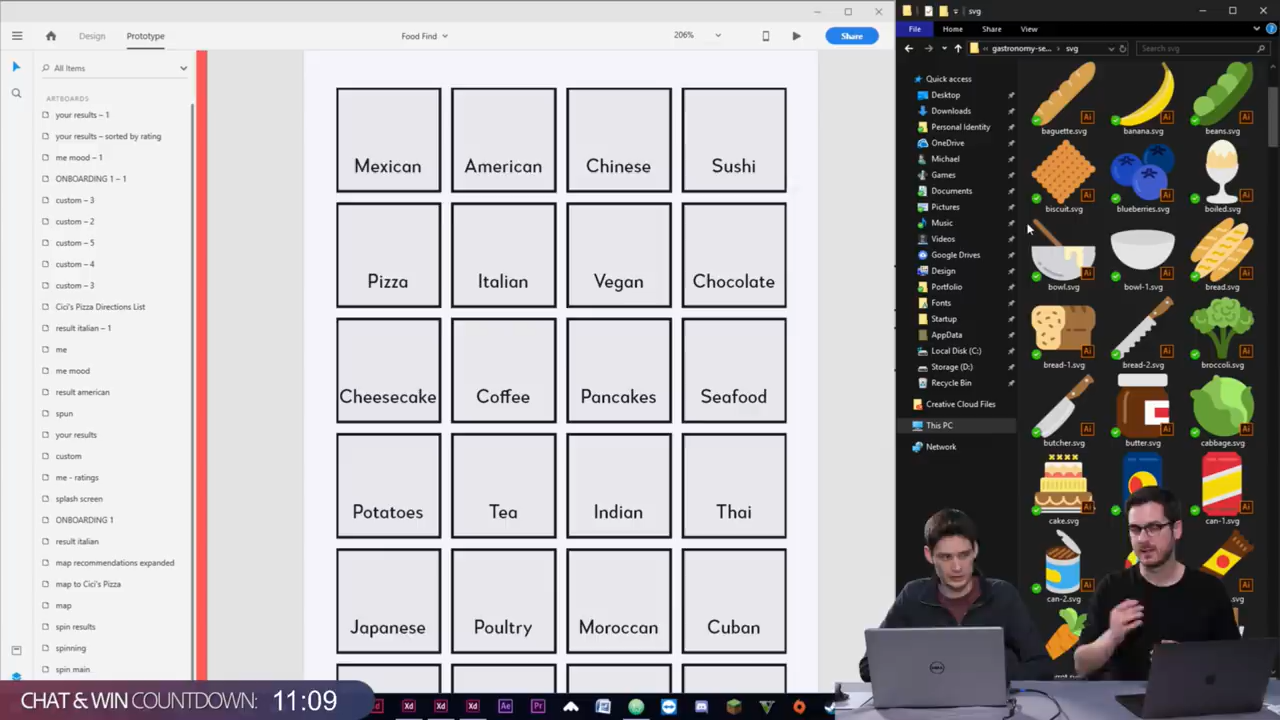 Design
Prototype
Food Find
206%
Share
All Items
ARTBOARDS
your results – 1
your results – sorted by rating
me mood – 1
ONBOARDING 1 – 1
custom – 3
custom – 2
custom – 5
custom – 4
custom – 3
Cici's Pizza Directions List
result italian – 1
me
me mood
result american
spun
your results
custom
me - ratings
splash screen
ONBOARDING 1
result italian
map recommendations expanded
map to Cici's Pizza
map
spin results
spinning
spin main
Mexican American Chinese Sushi
Pizza Italian Vegan Chocolate
Cheesecake Coffee Pancakes Seafood
Potatoes Tea Indian Thai
Japanese Poultry Moroccan Cuban
svg
File Home Share View
gastronomy-se... svg
Search svg
Quick access
Desktop
Downloads
Personal Identity
OneDrive
Michael
Games
Documents
Pictures
Music
Videos
Google Drives
Design
Portfolio
Fonts
Startup
AppData
Local Disk (C:)
Storage (D:)
Recycle Bin
Creative Cloud Files
This PC
Network
baguette.svg banana.svg beans.svg
biscuit.svg blueberries.svg boiled.svg
bowl.svg bowl-1.svg bread.svg
bread-1.svg bread-2.svg broccoli.svg
butcher.svg butter.svg cabbage.svg
cake.svg can-1.svg
can-2.svg
CHAT & WIN COUNTDOWN: 11:09
Xd Xd Xd Ae Pr
DELL